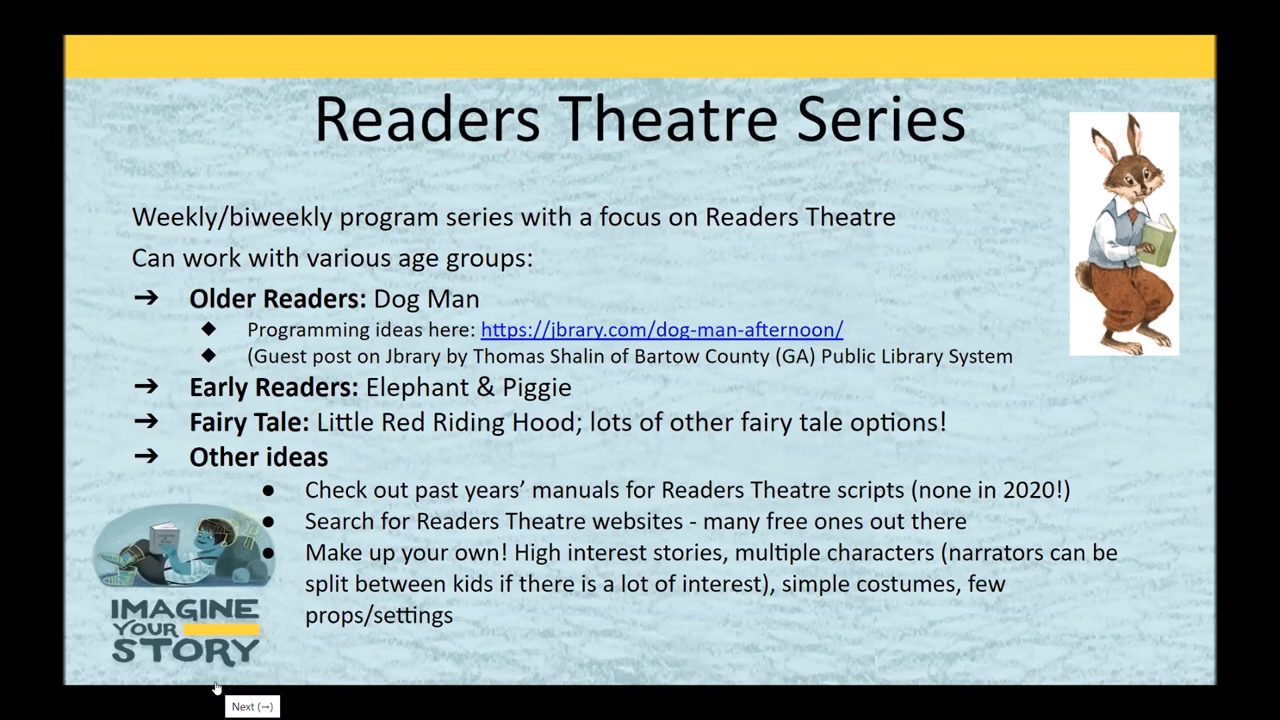 Readers Theatre Series
Weekly/biweekly program series with a focus on Readers Theatre
Can work with various age groups:
➔ Older Readers: Dog Man
◆ Programming ideas here: https://jbrary.com/dog-man-afternoon/
◆ (Guest post on Jbrary by Thomas Shalin of Bartow County (GA) Public Library System
➔ Early Readers: Elephant & Piggie
➔ Fairy Tale: Little Red Riding Hood; lots of other fairy tale options!
➔ Other ideas
● Check out past years’ manuals for Readers Theatre scripts (none in 2020!)
● Search for Readers Theatre websites - many free ones out there
● Make up your own! High interest stories, multiple characters (narrators can be
split between kids if there is a lot of interest), simple costumes, few
props/settings
IMAGINE
YOUR
STORY
Next (→)